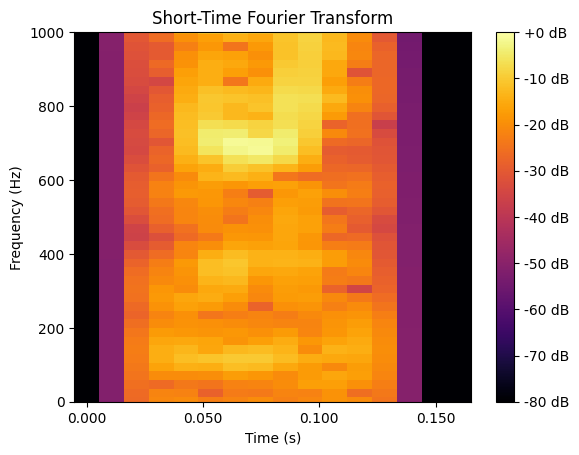 Short-Time Fourier Transform
1000
800
600
400
200
0
Frequency (Hz)
0.000
0.050
0.100
0.150
Time (s)
+0 dB
-10 dB
-20 dB
-30 dB
-40 dB
-50 dB
-60 dB
-70 dB
-80 dB